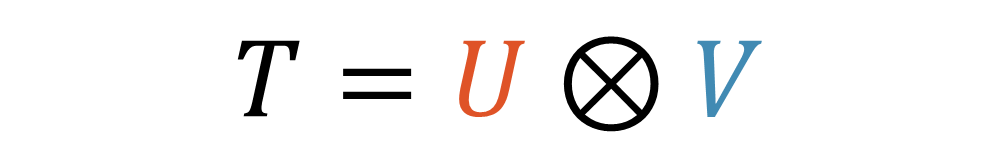 T = U ⊗ V